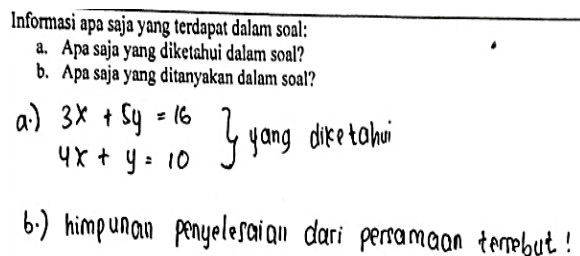 Informasi apa saja yang terdapat dalam soal:
a. Apa saja yang diketahui dalam soal?
b. Apa saja yang ditanyakan dalam soal?
a.) 3x + 5y = 16
4x + y = 10 } yang diketahui
b.) himpunan penyelesaian dari persamaan tersebut !